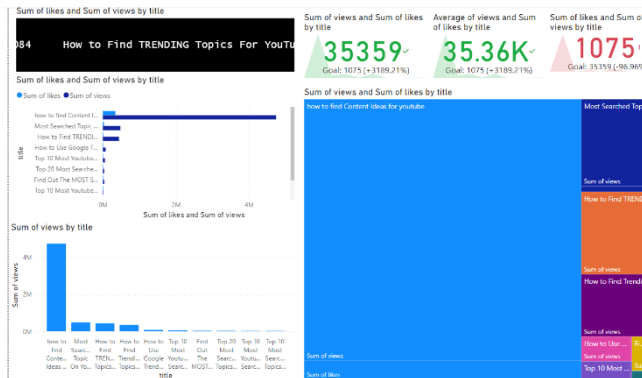 Sum of likes and Sum of views by title
084 How to Find TRENDING Topics For YouTu
Sum of likes and Sum of views by title
Sum of likes Sum of views
how to find Content I...
Most Searched Topic ...
How to Find TRENDI...
How to Use Google T...
Top 10 Most Youtube...
Top 20 Most Searche...
Find Out The MOST S...
Top 10 Most Youtube...
title
0M 2M 4M
Sum of likes and Sum of views
Sum of views by title
Sum of views
4M
2M
0M
how to find Conte... Ideas ...
Most Searc... Topic On Yo...
How to Find TREN... Topics...
How to Find Trendi... Topics...
How to Use Google Trend...
Top 10 Most Youtu... Searc...
Find Out The MOST...
Top 20 Most Searc... Topics...
Top 10 Most Youtu... Searc...
Top 10 Most Searc... Topics...
title
Sum of views and Sum of likes
by title
35359
Goal: 1075 (+3189.21%)
Average of views and Sum
of likes by title
35.36K
Goal: 1075 (+3189.21%)
Sum of likes and Sum o
views by title
1075
Goal: 35359 (-96.96%
Sum of views and Sum of likes by title
how to find Content Ideas for youtube
Sum of views
Sum of likes
Most Searched Top
Sum of views
How to Find TREND
Sum of views
How to Find Trendi
Sum of views
How to Use ...
Sum of views
Top 10 Most ...